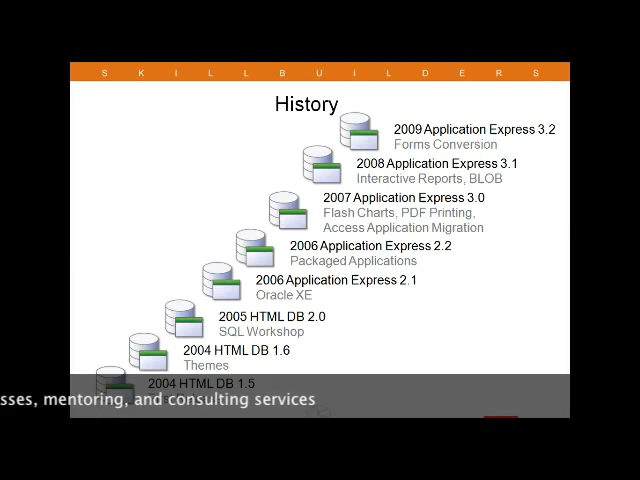 S K I L L B U I L D E R S
History
2009 Application Express 3.2
Forms Conversion
2008 Application Express 3.1
Interactive Reports, BLOB
2007 Application Express 3.0
Flash Charts, PDF Printing,
Access Application Migration
2006 Application Express 2.2
Packaged Applications
2006 Application Express 2.1
Oracle XE
2005 HTML DB 2.0
SQL Workshop
2004 HTML DB 1.6
Themes
2004 HTML DB 1.5
sses, mentoring, and consulting services